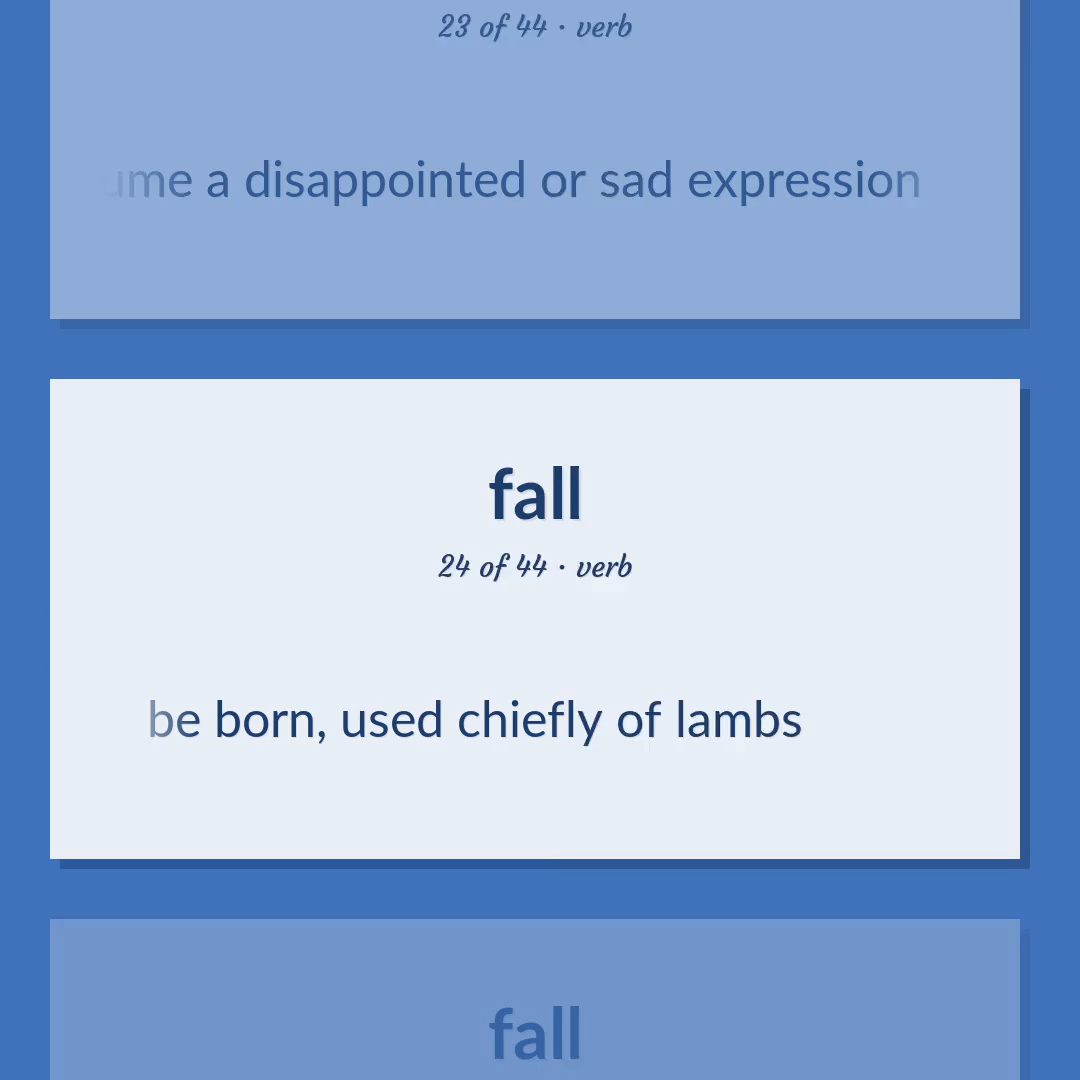 23 of 44 · verb
a disappointed or sad expression
fall
24 of 44 · verb
be born, used chiefly of lambs
fall